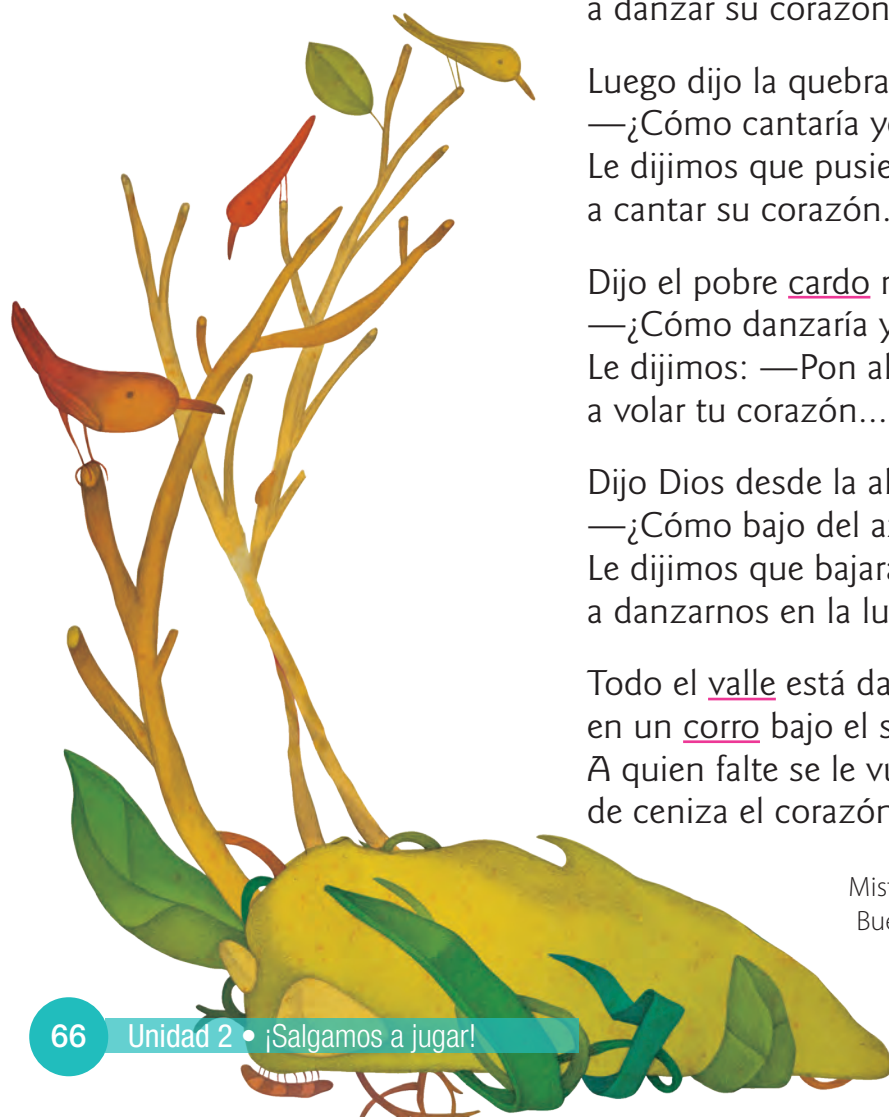 a danzar su corazón
Luego dijo la quebra
—¿Cómo cantaría y
Le dijimos que pusie
a cantar su corazón.
Dijo el pobre cardo
—¿Cómo danzaría y
Le dijimos: —Pon al
a volar tu corazón...
Dijo Dios desde la al
—¿Cómo bajo del a
Le dijimos que bajara
a danzarnos en la lu
Todo el valle está da
en un corro bajo el s
A quien falte se le vu
de ceniza el corazón
Mist
Bue
66 Unidad 2 • ¡Salgamos a jugar!